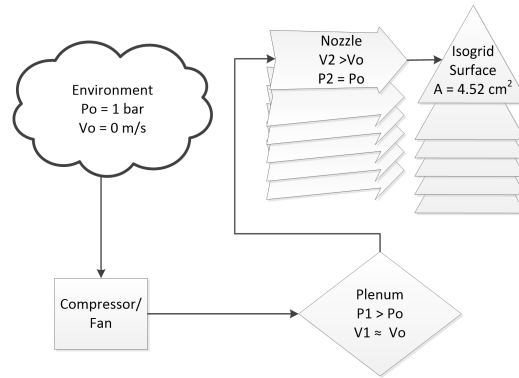 Environment
Po = 1 bar
Vo = 0 m/s
Nozzle
V2 >Vo
P2 = Po
Isogrid
Surface
A = 4.52 cm²
Compressor/
Fan
Plenum
P1 > Po
V1 ≈ Vo